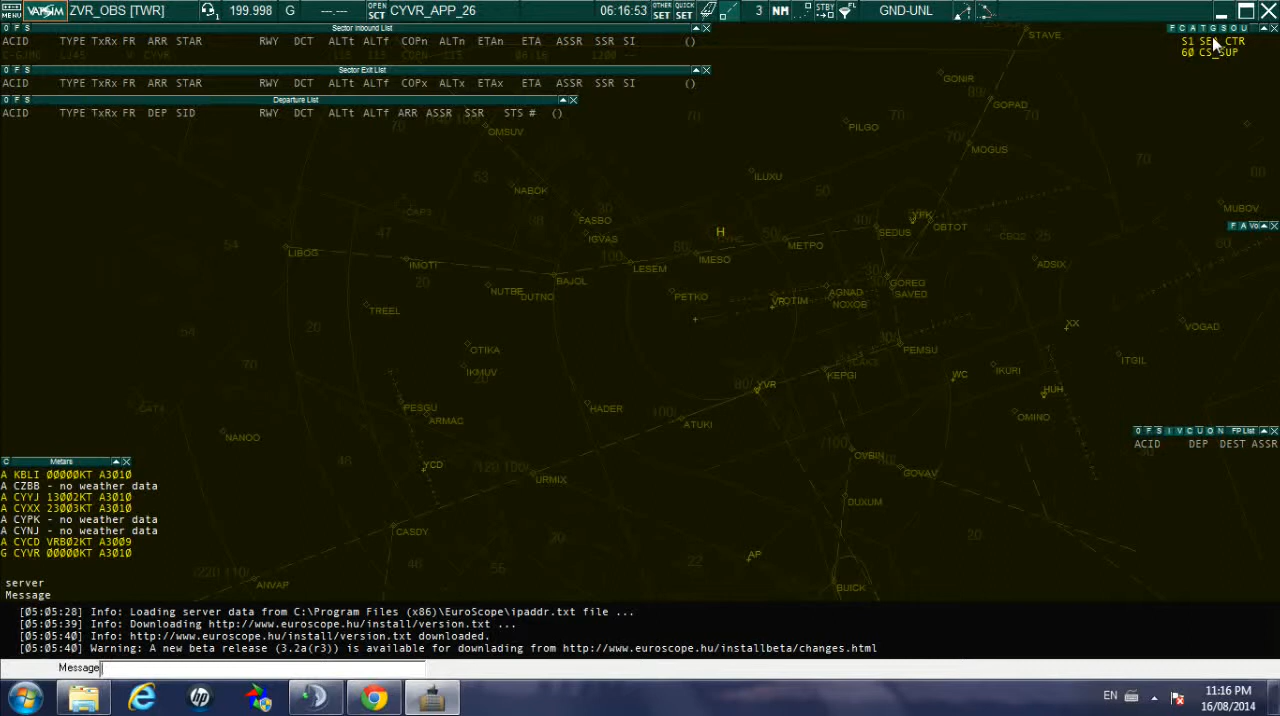 MENU VATSIM ZVR_OBS [TWR] 199.998 G ---.-- OPEN SCT CYVR_APP_26 06:16:53 OTHER SET QUICK SET 3 NM STBY GND-UNL
Sector Inbound List
ACID TYPE TxRx FR ARR STAR RWY DCT ALTt ALTf COPn ALTn ETAn ETA ASSR SSR SI ()
Sector Exit List
ACID TYPE TxRx FR ARR STAR RWY DCT ALTt ALTf COPx ALTx ETAx ETA ASSR SSR SI ()
Departure List
ACID TYPE TxRx FR DEP SID RWY DCT ALTt ALTf ARR ASSR SSR STS # ()
F C A T G S O U
S1 SE
CTR
60 CS_SUP
STAVE
GONIR
GOPAD
OMSUV
PILGO
MOGUS
ILUXU
NABOK
MUBOV
PASBO
IGVAS
YPK
OBTOT
SEDUS
METPO
LIBOG
IMOTI
LESEM
IMESO
H
ADSIX
BAJOL
NUTBE
DUTNO
PETKO
AGNAD
NOXOB
GOREG
SAVED
VR
OTIM
TREEL
XX
VOGAD
OTIKA
PEMSU
ITGIL
IKMUV
KEPGI
WC
IKURI
YVR
HUH
PESGU
ARMAC
HADER
ATUKI
OMINO
NANOO
YCD
URMIX
OVBIN
GOVAV
DUXUM
CASDY
AP
ANVAP
BUICK
O F S I V C U O N FP List
ACID DEP DEST ASSR
C Metars
A KBLI 00000KT A3010
A CZBB - no weather data
A CYYJ 13002KT A3010
A CYXX 23003KT A3010
A CYPK - no weather data
A CYNJ - no weather data
A CYCD VRB02KT A3009
G CYVR 00000KT A3010
server
Message
[05:05:28] Info: Loading server data from C:\Program Files (x86)\EuroScope\ipaddr.txt file ...
[05:05:39] Info: Downloading http://www.euroscope.hu/install/version.txt ...
[05:05:40] Info: http://www.euroscope.hu/install/version.txt downloaded.
[05:05:40] Warning: A new beta release (3.2a(r3)) is available for downlading from http://www.euroscope.hu/installbeta/changes.html
Message
EN
11:16 PM
16/08/2014